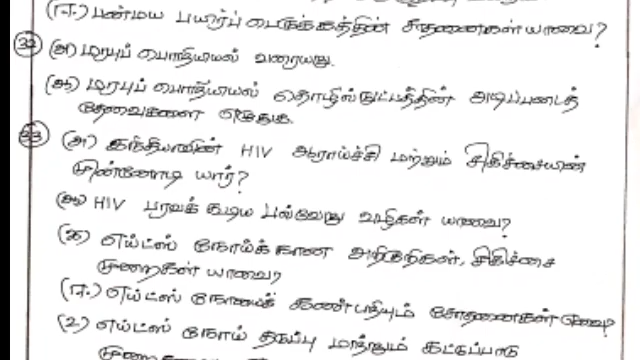 (ஈ) பன்மய பயிர்ப் பெருக்கத்தின் சாதனைகள் யாவை?
32 (அ) மரபுப் பொறியியல் வரையறு.
(ஆ) மரபுப் பொறியியல் தொழில்நுட்பத்தின் அடிப்படைத்
தேவைகளை எழுதுக.
33 (அ) இந்தியாவின் HIV ஆராய்ச்சி மற்றும் சிகிச்சையின்
முன்னோடி யார்?
(ஆ) HIV பரவக் கூடிய பல்வேறு வழிகள் யாவை?
(இ) எய்ட்ஸ் நோய்க்கான அறிகுறிகள், சிகிச்சை
முறைகள் யாவை?
(ஈ) எய்ட்ஸ் நோயைக் கண்டறியும் சோதனைகள்
(உ) எய்ட்ஸ் நோய் தடுப்பு மற்றும் கட்டுப்பாடு